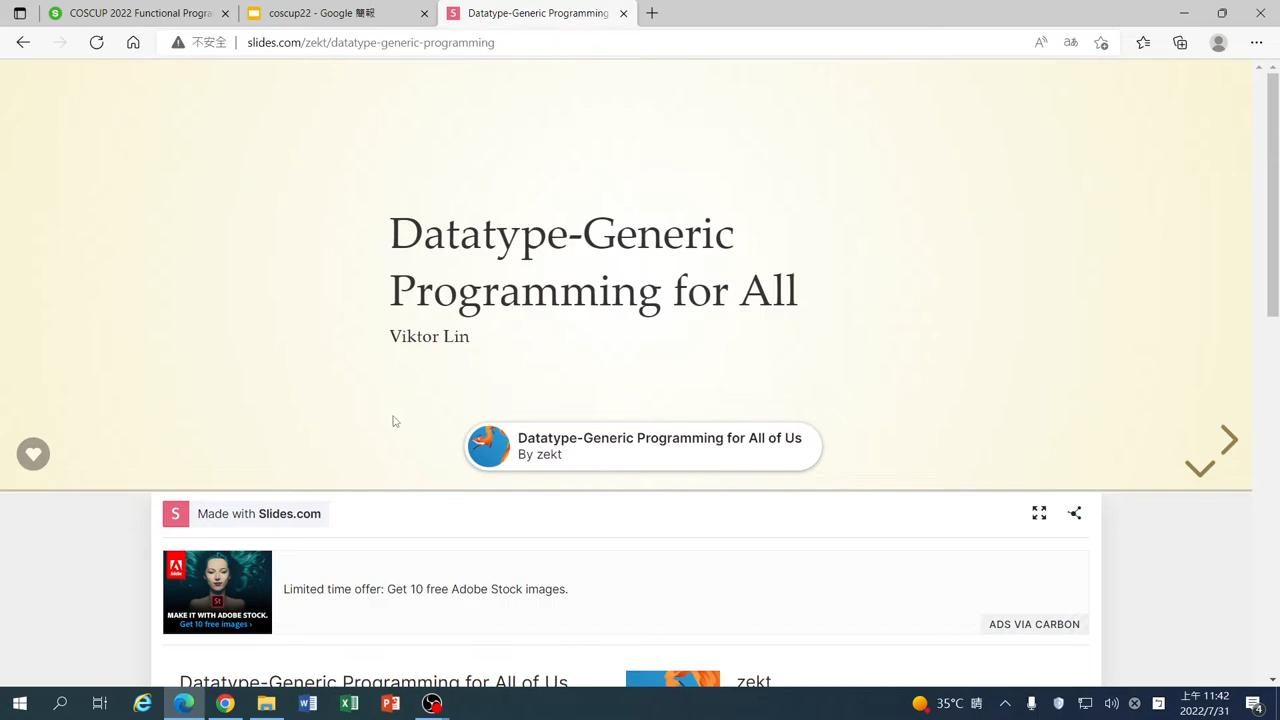 COSCUP 2022 Functional Progra
coscup22 - Google 簡報
Datatype-Generic Programming
不安全
slides.com/zekt/datatype-generic-programming
Datatype-Generic
Programming for All
Viktor Lin
Datatype-Generic Programming for All of Us
By zekt
S
Made with Slides.com
MAKE IT WITH ADOBE STOCK.
Get 10 free images ›
St
Limited time offer: Get 10 free Adobe Stock images.
ADS VIA CARBON
Datatype-Generic Programming for All of Us
zekt
35°C 晴
上午 11:42
2022/7/31
4